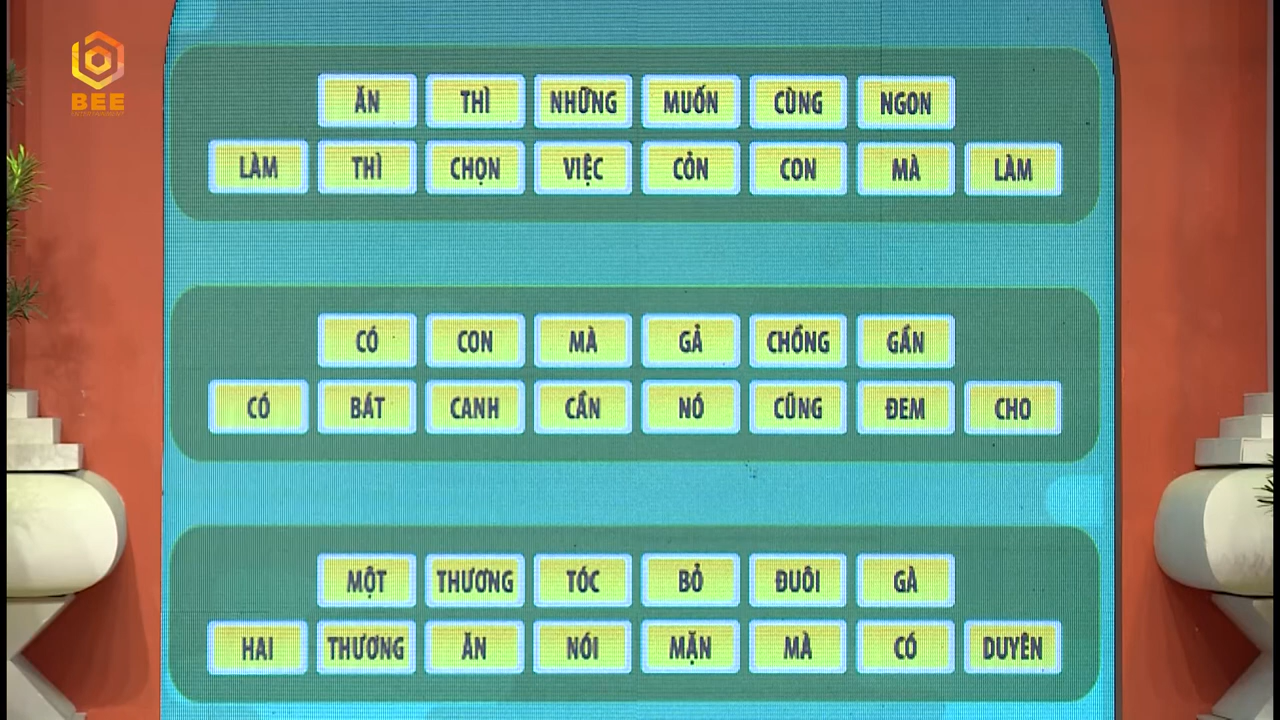 BEE
ENTERTAINMENT
ĂN THÌ NHỮNG MUỐN CÙNG NGON
LÀM THÌ CHỌN VIỆC CỎN CON MÀ LÀM
CÓ CON MÀ GẢ CHỒNG GẦN
CÓ BÁT CANH CẦN NÓ CŨNG ĐEM CHO
MỘT THƯƠNG TÓC BỎ ĐUÔI GÀ
HAI THƯƠNG ĂN NÓI MẶN MÀ CÓ DUYÊN